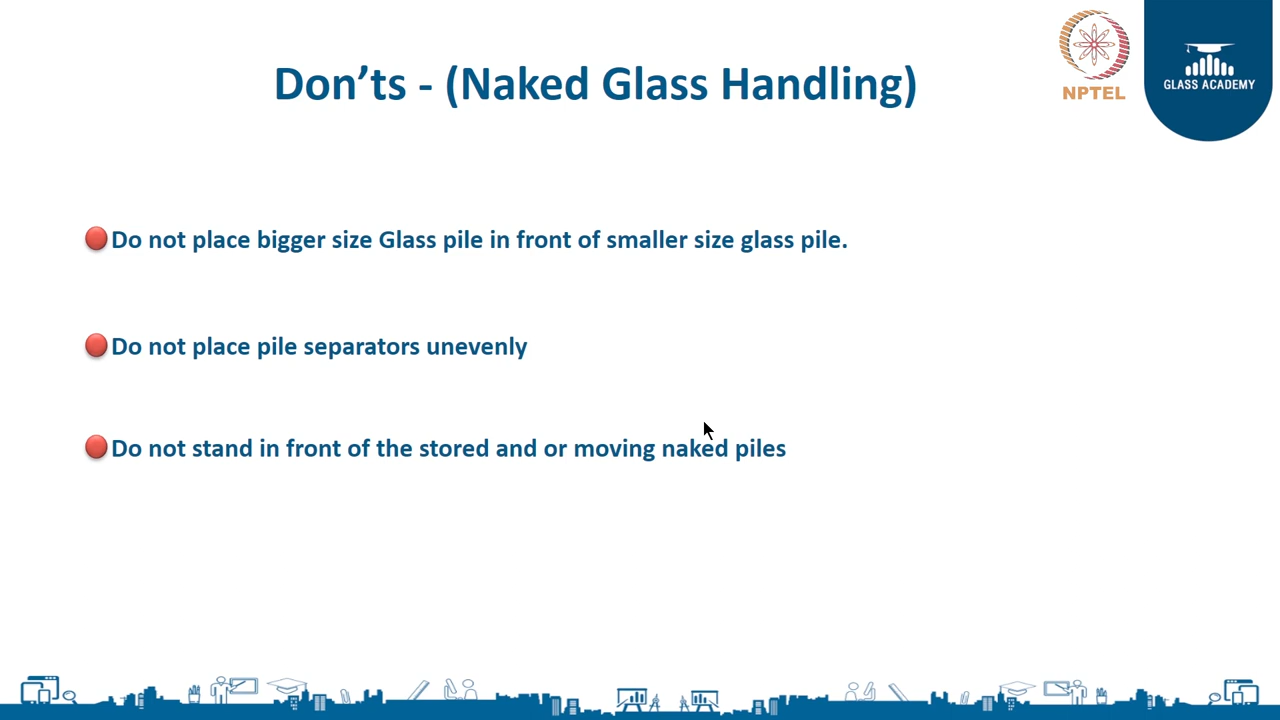 Don’ts - (Naked Glass Handling)
NPTEL
GLASS ACADEMY
Do not place bigger size Glass pile in front of smaller size glass pile.
Do not place pile separators unevenly
Do not stand in front of the stored and or moving naked piles